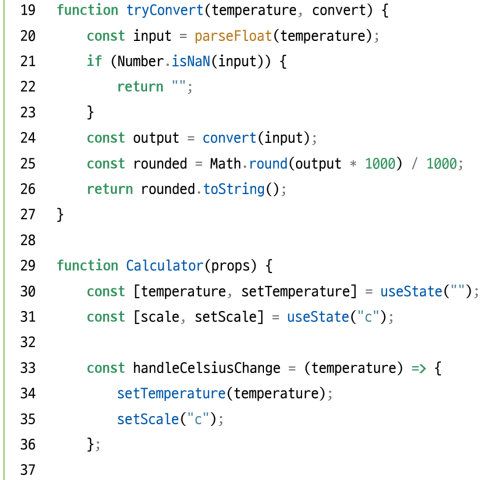 19 function tryConvert(temperature, convert) {
20     const input = parseFloat(temperature);
21     if (Number.isNaN(input)) {
22         return "";
23     }
24     const output = convert(input);
25     const rounded = Math.round(output * 1000) / 1000;
26     return rounded.toString();
27 }
28
29 function Calculator(props) {
30     const [temperature, setTemperature] = useState("");
31     const [scale, setScale] = useState("c");
32
33     const handleCelsiusChange = (temperature) => {
34         setTemperature(temperature);
35         setScale("c");
36     };
37